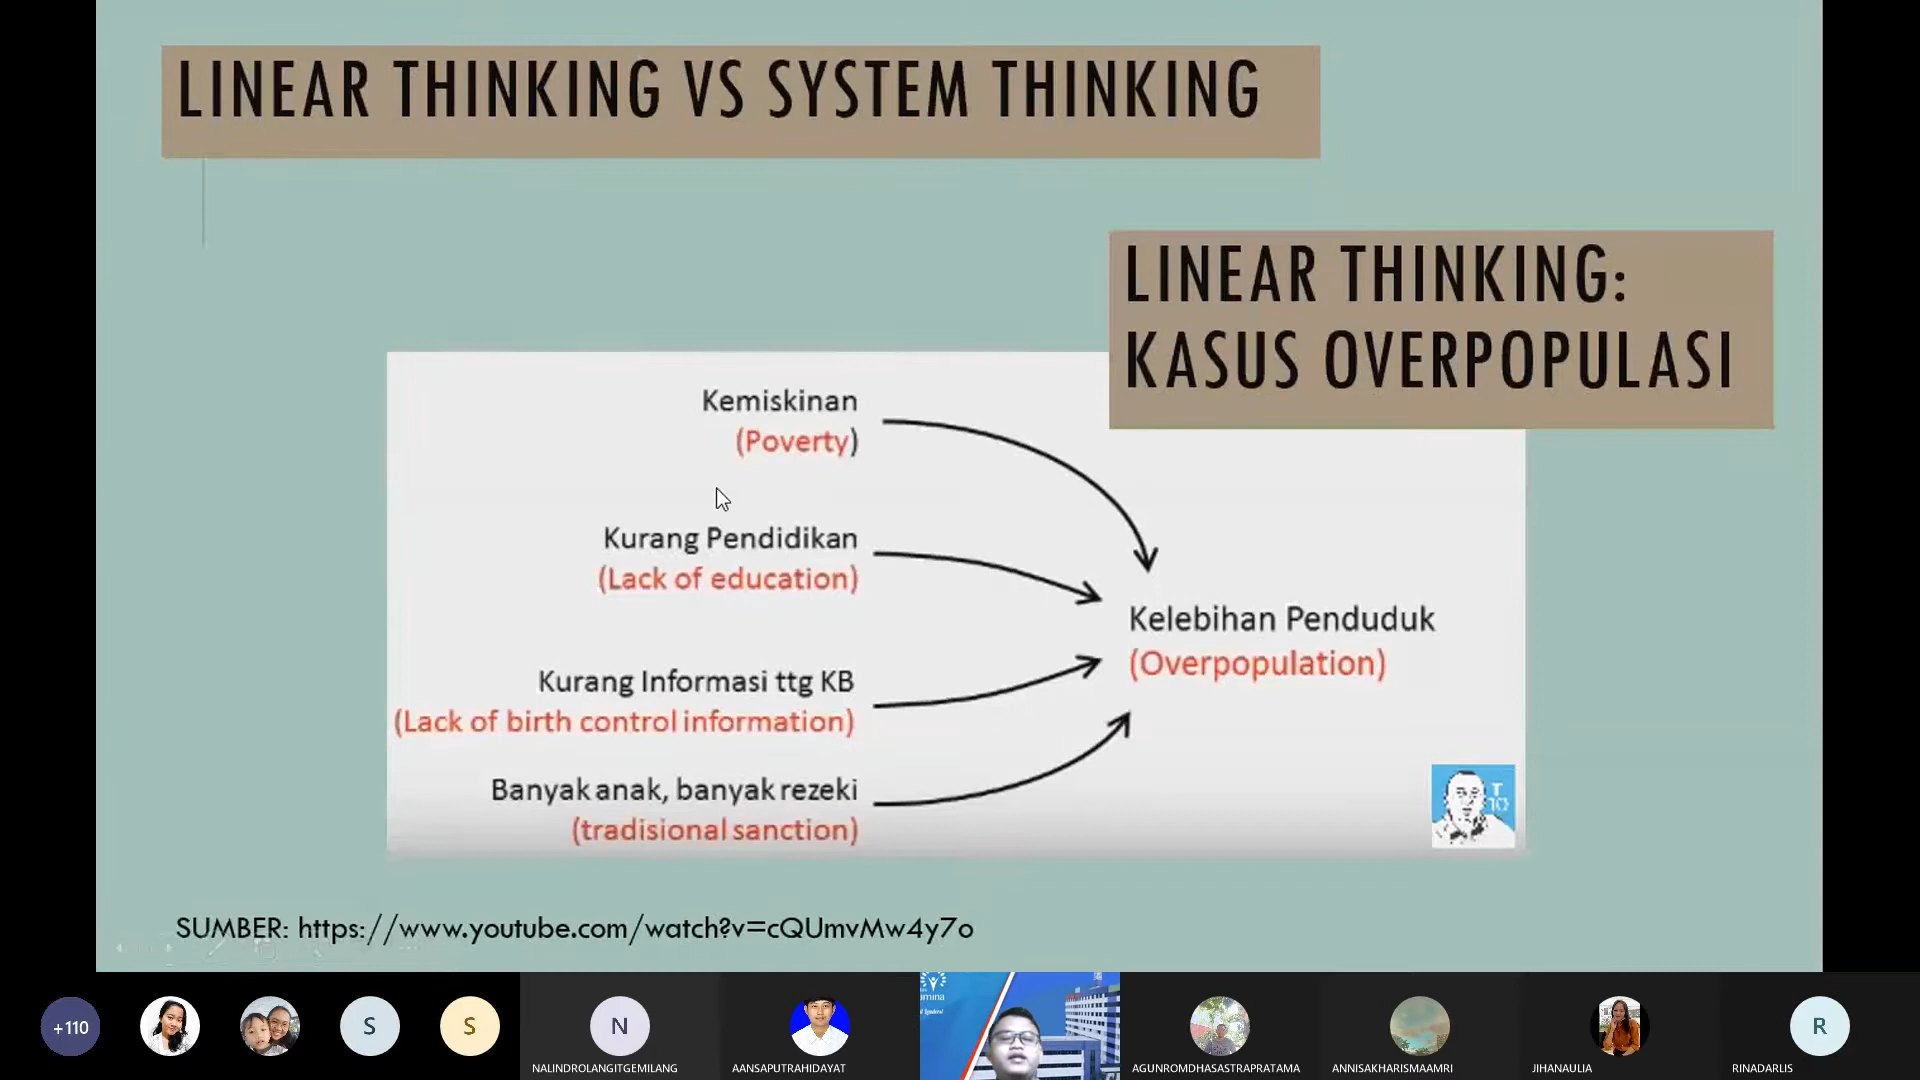 LINEAR THINKING VS SYSTEM THINKING
LINEAR THINKING:
KASUS OVERPOPULASI
Kemiskinan
(Poverty)
Kurang Pendidikan
(Lack of education)
Kurang Informasi ttg KB
(Lack of birth control information)
Banyak anak, banyak rezeki
(tradisional sanction)
Kelebihan Penduduk
(Overpopulation)
T
10
SUMBER: https://www.youtube.com/watch?v=cQUmvMw4y7o
+110
S
S
N
R
NALINDROLANGITGEMILANG
AANSAPUTRAHIDAYAT
AGUNROMDHASASTRAPRATAMA
ANNISAKHARISMAAMRI
JIHANAULIA
RINADARLIS